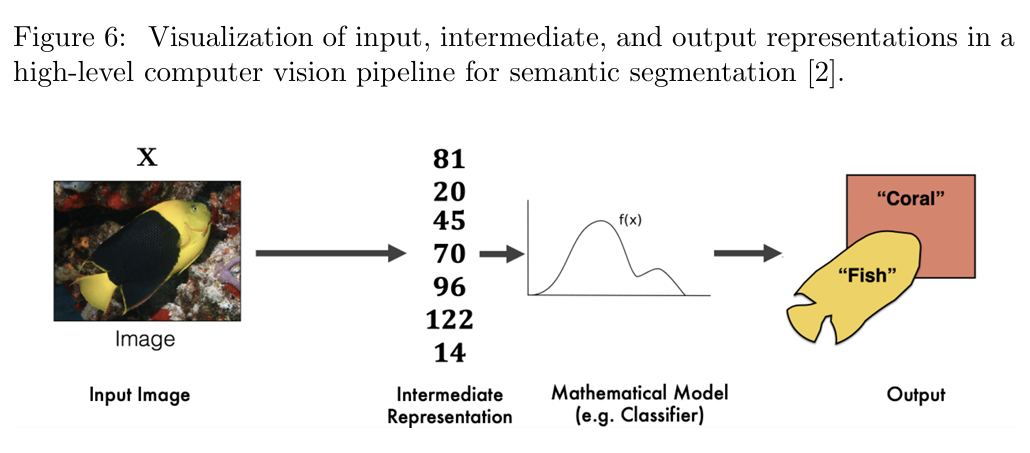 Figure 6: Visualization of input, intermediate, and output representations in a
high-level computer vision pipeline for semantic segmentation [2].
X
Image
Input Image
81
20
45
70
96
122
14
Intermediate
Representation
f(x)
Mathematical Model
(e.g. Classifier)
“Coral”
“Fish”
Output